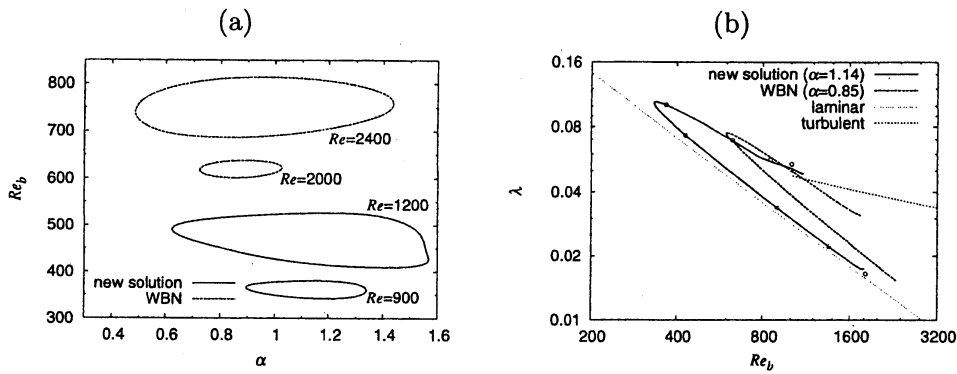 (a)
800
700
600
500
400
300
Re_b
Re=2400
Re=2000
Re=1200
Re=900
new solution
WBN
0.4 0.6 0.8 1 1.2 1.4 1.6
α
(b)
0.16
0.08
0.04
0.02
0.01
λ
new solution (α=1.14)
WBN (α=0.85)
laminar
turbulent
200 400 800 1600 3200
Re_b